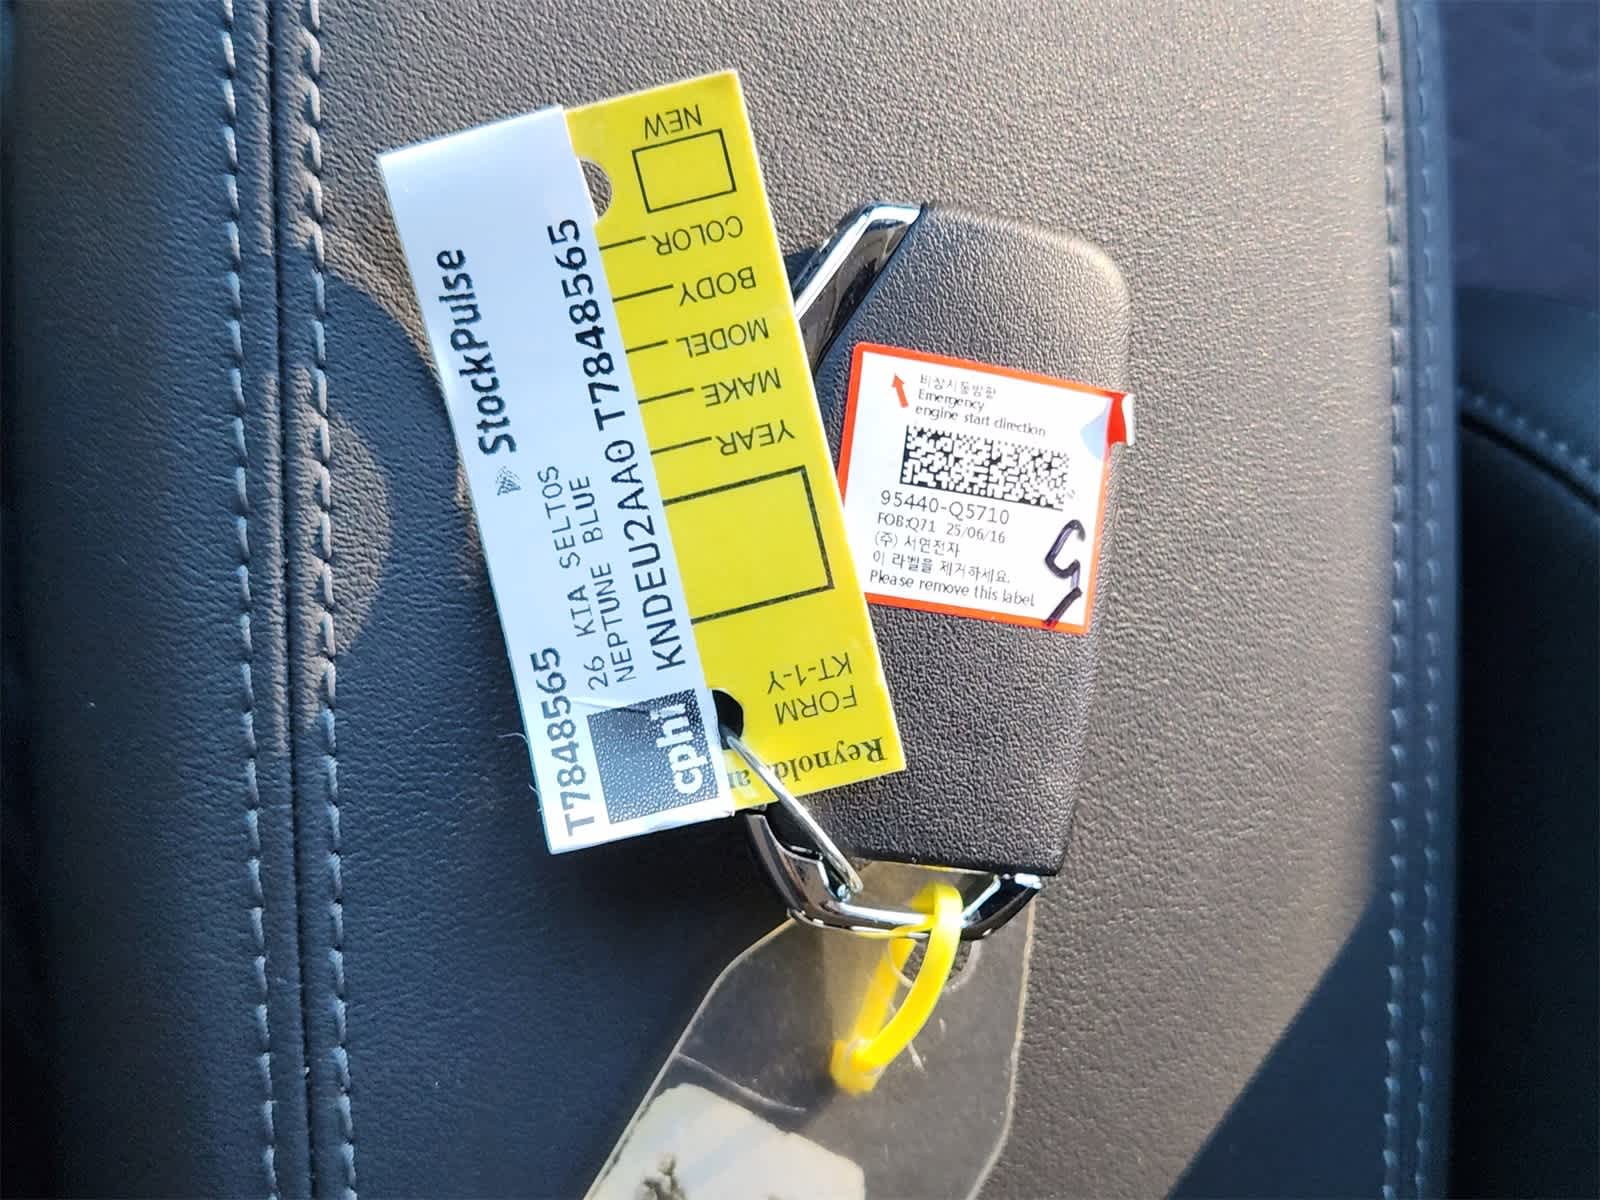 StockPulse
T7848565
26 KIA SELTOS
NEPTUNE BLUE
KNDEU2AA0 T7848565
cphi
NEW
COLOR
BODY
MODEL
MAKE
YEAR
FORM
KT-1-Y
Reynolds an
비상시동방향
Emergency
engine start direction
95440-Q5710
FOB:Q71 25/06/16
(주) 서연전자
이 라벨을 제거하세요.
Please remove this label